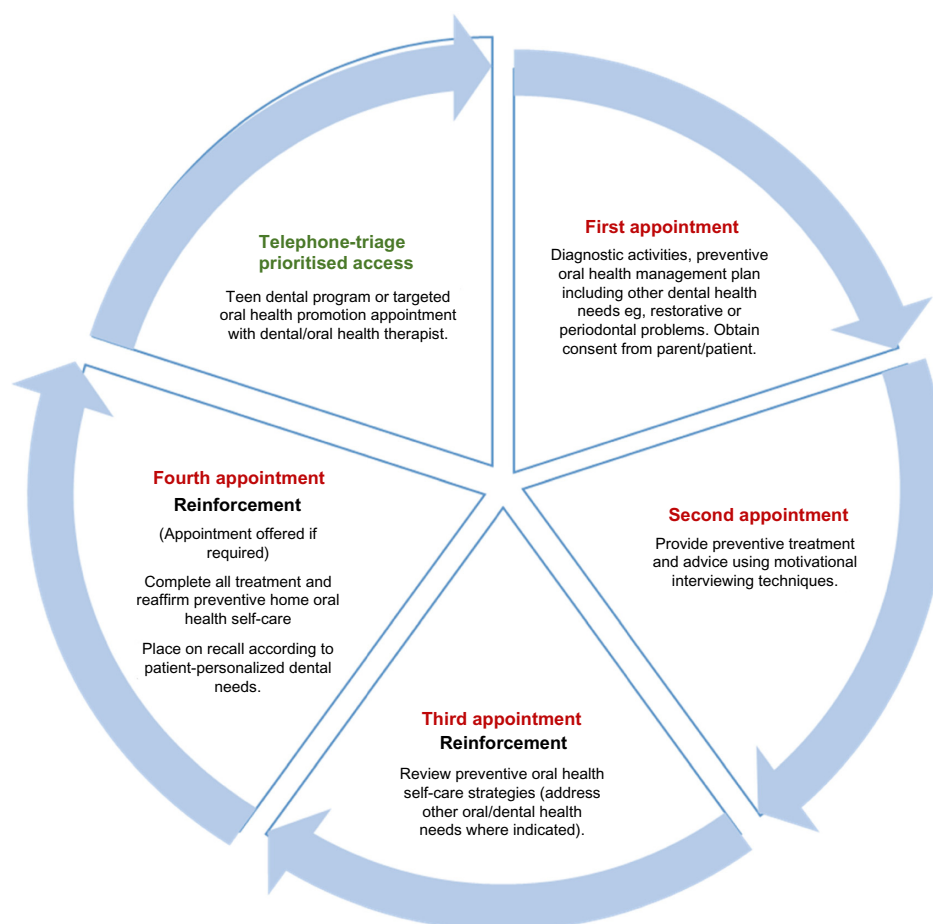 Telephone-triage
prioritised access
Teen dental program or targeted
oral health promotion appointment
with dental/oral health therapist.
First appointment
Diagnostic activities, preventive
oral health management plan
including other dental health
needs eg, restorative or
periodontal problems. Obtain
consent from parent/patient.
Second appointment
Provide preventive treatment
and advice using motivational
interviewing techniques.
Third appointment
Reinforcement
Review preventive oral health
self-care strategies (address
other oral/dental health
needs where indicated).
Fourth appointment
Reinforcement
(Appointment offered if
required)
Complete all treatment and
reaffirm preventive home oral
health self-care
Place on recall according to
patient-personalized dental
needs.